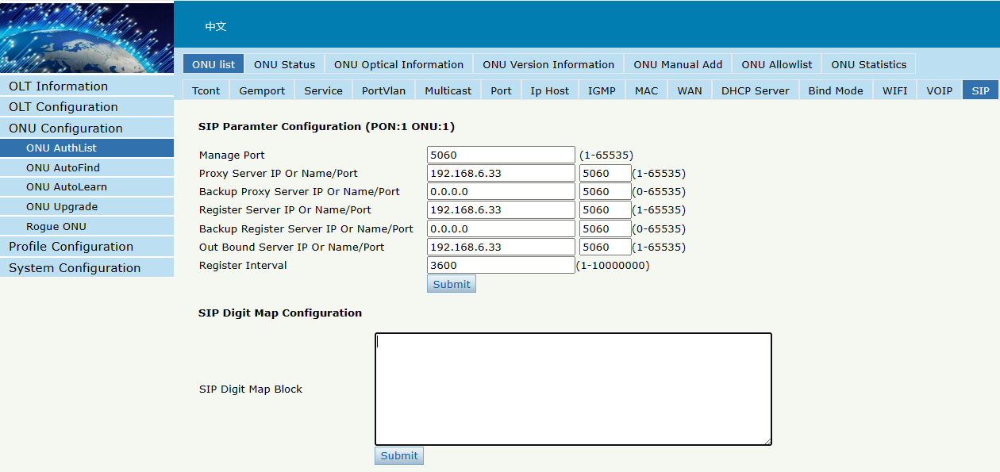 中文
ONU list ONU Status ONU Optical Information ONU Version Information ONU Manual Add ONU Allowlist ONU Statistics
Tcont Gemport Service PortVlan Multicast Port Ip Host IGMP MAC WAN DHCP Server Bind Mode WIFI VOIP SIP
OLT Information
OLT Configuration
ONU Configuration
ONU AuthList
ONU AutoFind
ONU AutoLearn
ONU Upgrade
Rogue ONU
Profile Configuration
System Configuration
SIP Paramter Configuration (PON:1 ONU:1)
Manage Port 5060 (1-65535)
Proxy Server IP Or Name/Port 192.168.6.33 5060 (1-65535)
Backup Proxy Server IP Or Name/Port 0.0.0.0 5060 (0-65535)
Register Server IP Or Name/Port 192.168.6.33 5060 (1-65535)
Backup Register Server IP Or Name/Port 0.0.0.0 5060 (0-65535)
Out Bound Server IP Or Name/Port 192.168.6.33 5060 (1-65535)
Register Interval 3600 (1-10000000)
Submit
SIP Digit Map Configuration
SIP Digit Map Block
Submit